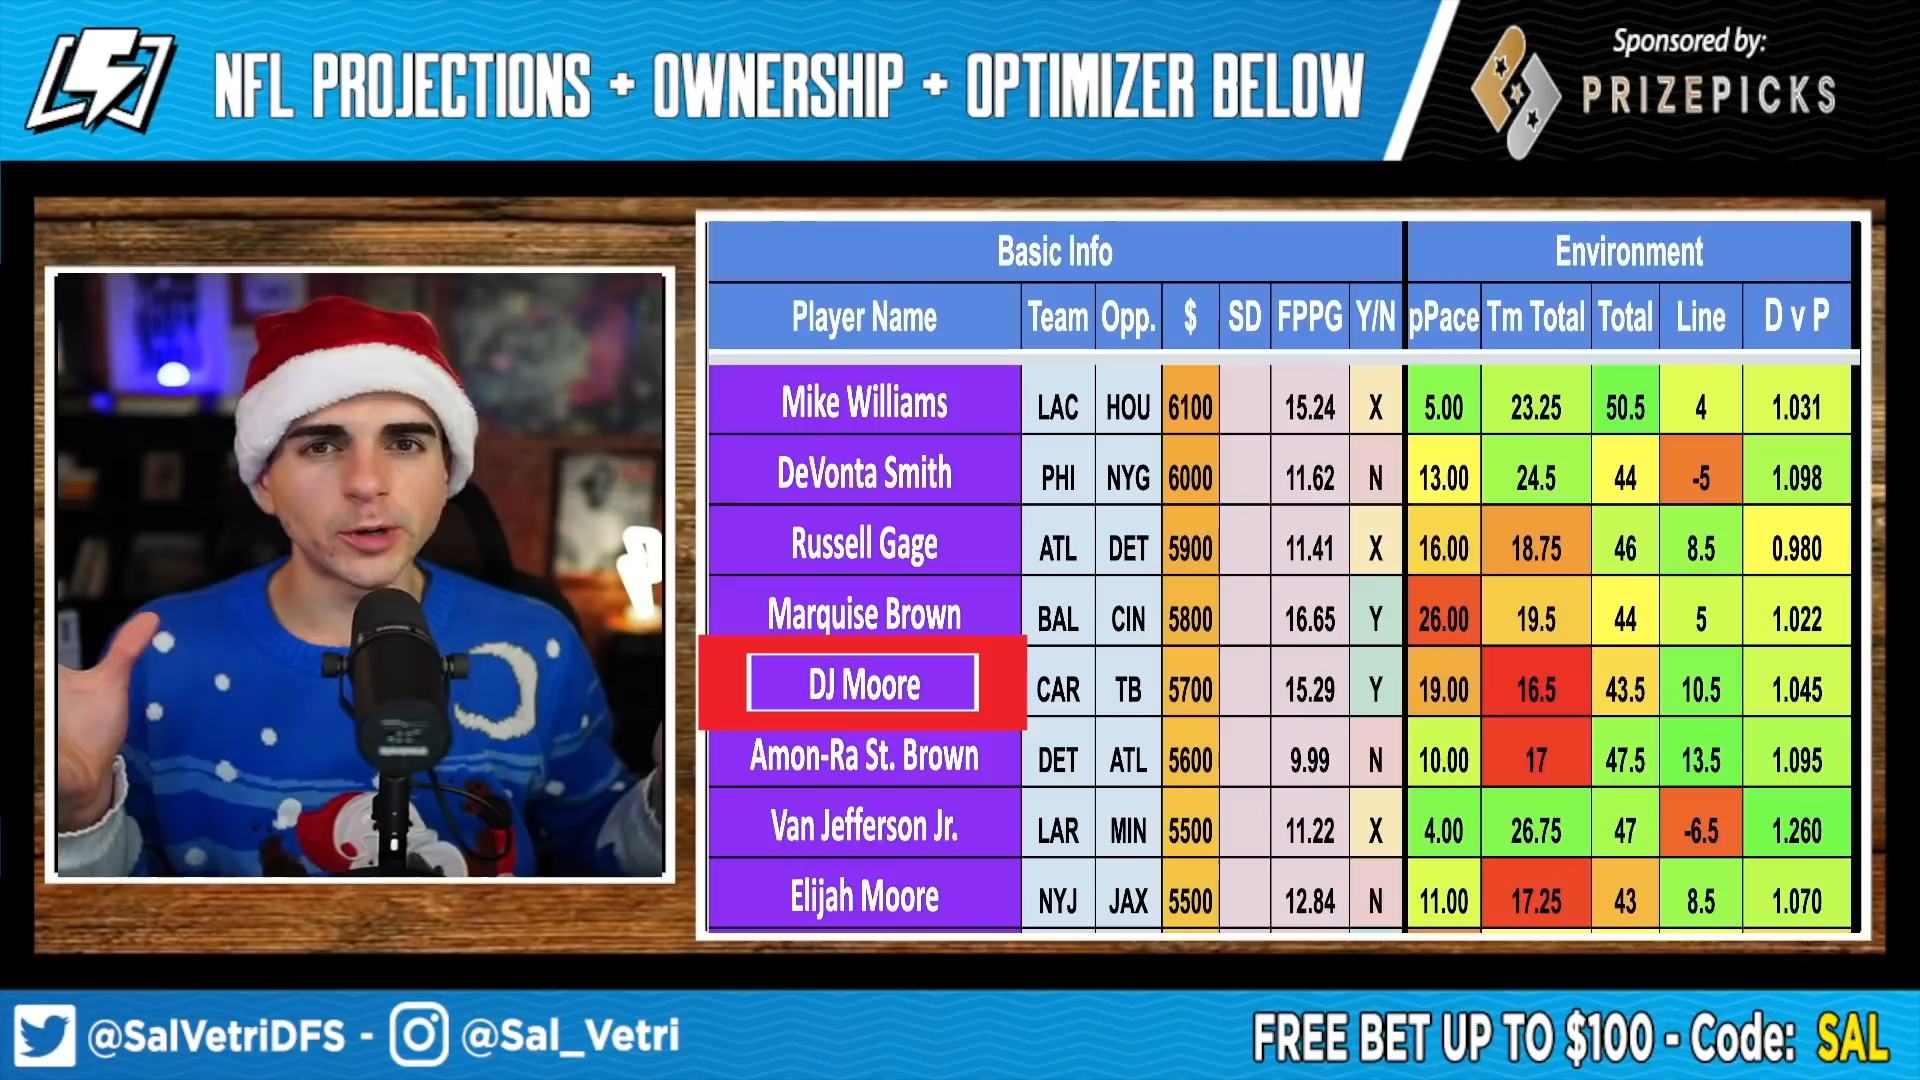 NFL PROJECTIONS + OWNERSHIP + OPTIMIZER BELOW
Sponsored by:
PRIZEPICKS
Basic Info Environment
Player Name Team Opp. $ SD FPPG Y/N pPace Tm Total Total Line D v P
Mike Williams LAC HOU 6100 15.24 X 5.00 23.25 50.5 4 1.031
DeVonta Smith PHI NYG 6000 11.62 N 13.00 24.5 44 -5 1.098
Russell Gage ATL DET 5900 11.41 X 16.00 18.75 46 8.5 0.980
Marquise Brown BAL CIN 5800 16.65 Y 26.00 19.5 44 5 1.022
DJ Moore CAR TB 5700 15.29 Y 19.00 16.5 43.5 10.5 1.045
Amon-Ra St. Brown DET ATL 5600 9.99 N 10.00 17 47.5 13.5 1.095
Van Jefferson Jr. LAR MIN 5500 11.22 X 4.00 26.75 47 -6.5 1.260
Elijah Moore NYJ JAX 5500 12.84 N 11.00 17.25 43 8.5 1.070
@SalVetriDFS - @Sal_Vetri
FREE BET UP TO $100 - Code: SAL